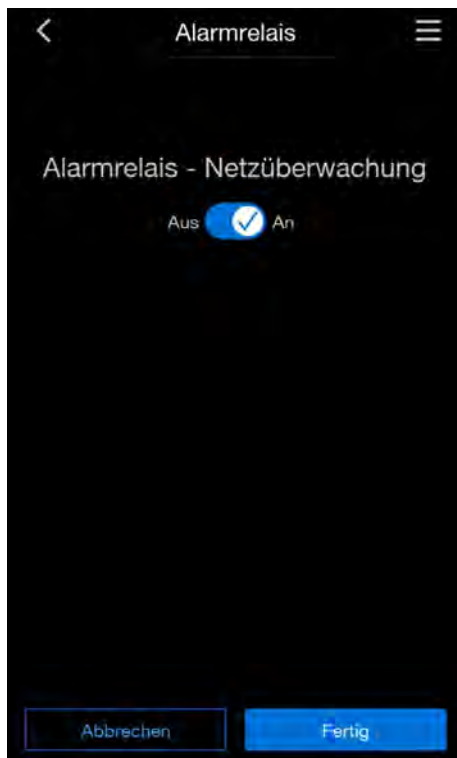 Alarmrelais
Alarmrelais - Netzüberwachung
Aus An
Abbrechen Fertig